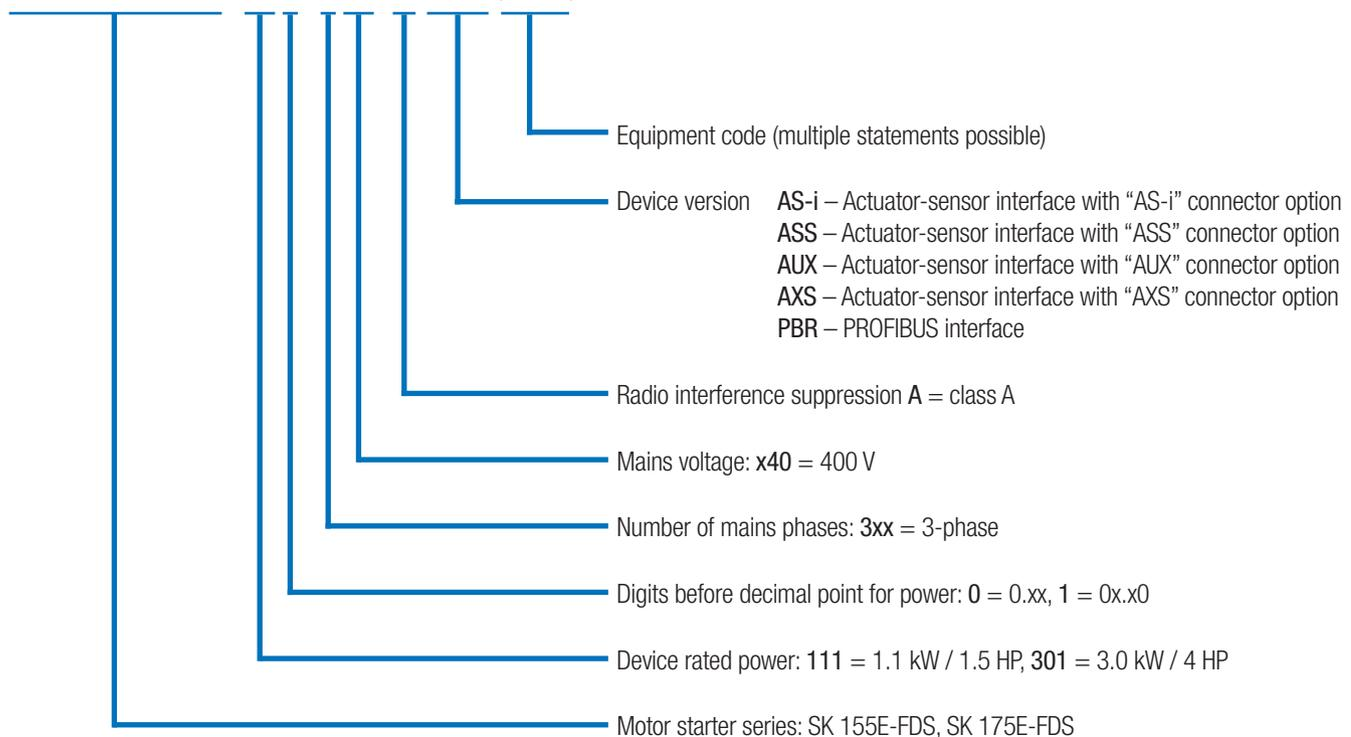 Equipment code (multiple statements possible)
Device version AS-i – Actuator-sensor interface with “AS-i” connector option
ASS – Actuator-sensor interface with “ASS” connector option
AUX – Actuator-sensor interface with “AUX” connector option
AXS – Actuator-sensor interface with “AXS” connector option
PBR – PROFIBUS interface
Radio interference suppression A = class A
Mains voltage: x40 = 400 V
Number of mains phases: 3xx = 3-phase
Digits before decimal point for power: 0 = 0.xx, 1 = 0x.x0
Device rated power: 111 = 1.1 kW / 1.5 HP, 301 = 3.0 kW / 4 HP
Motor starter series: SK 155E-FDS, SK 175E-FDS